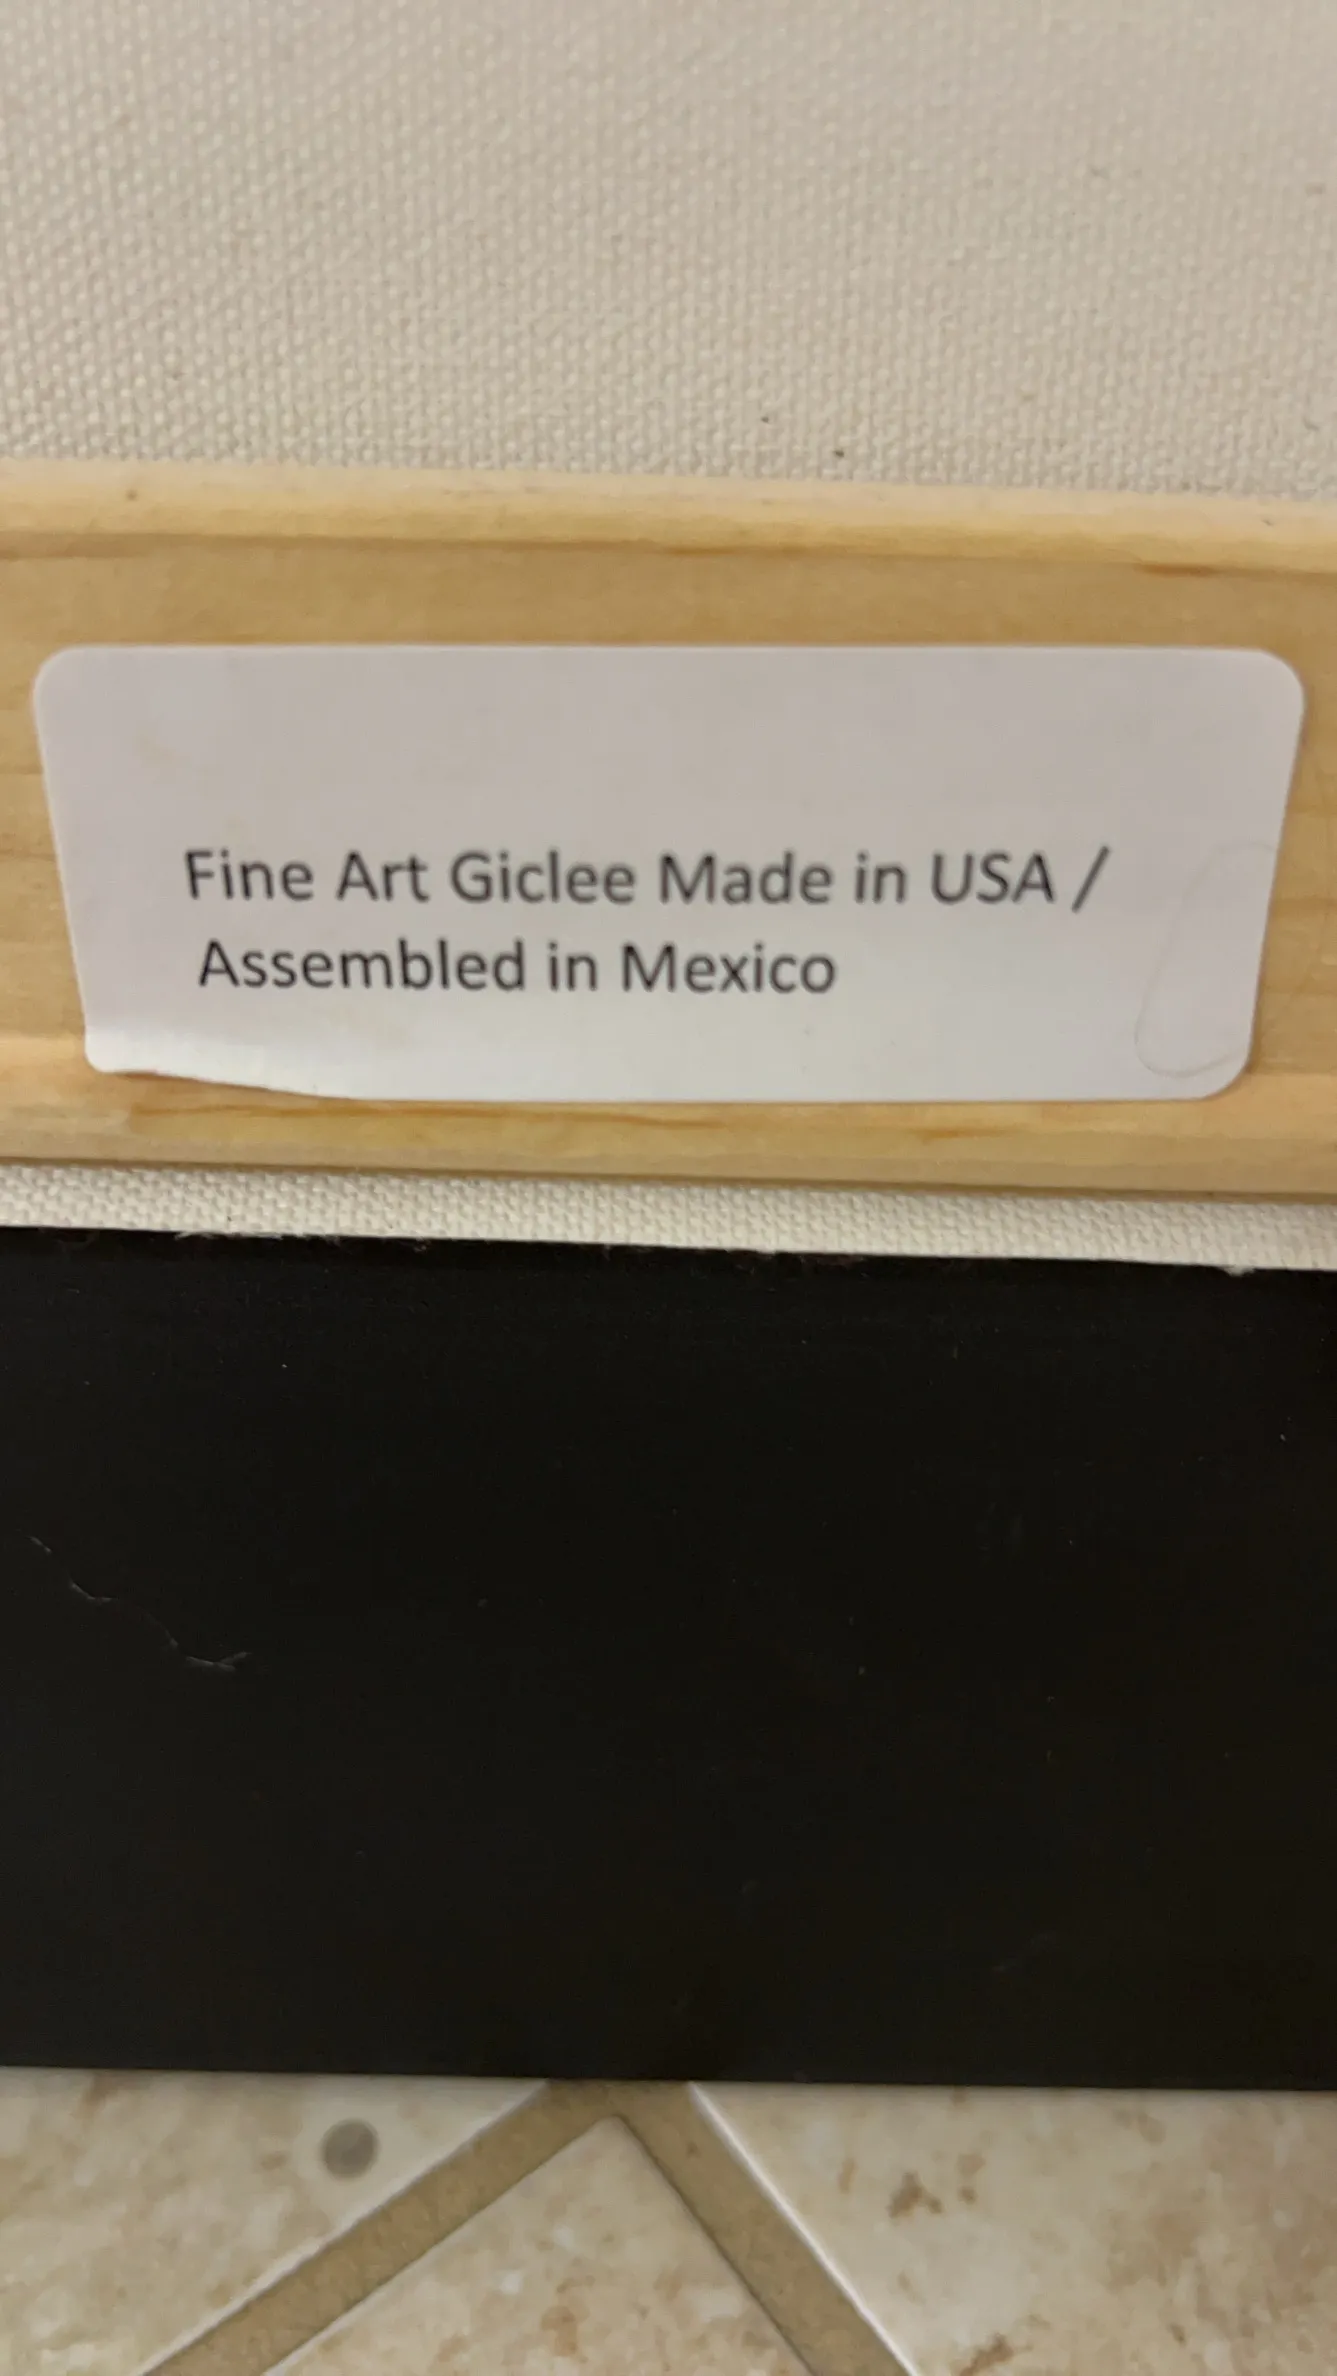 Fine Art Giclee Made in USA /
Assembled in Mexico